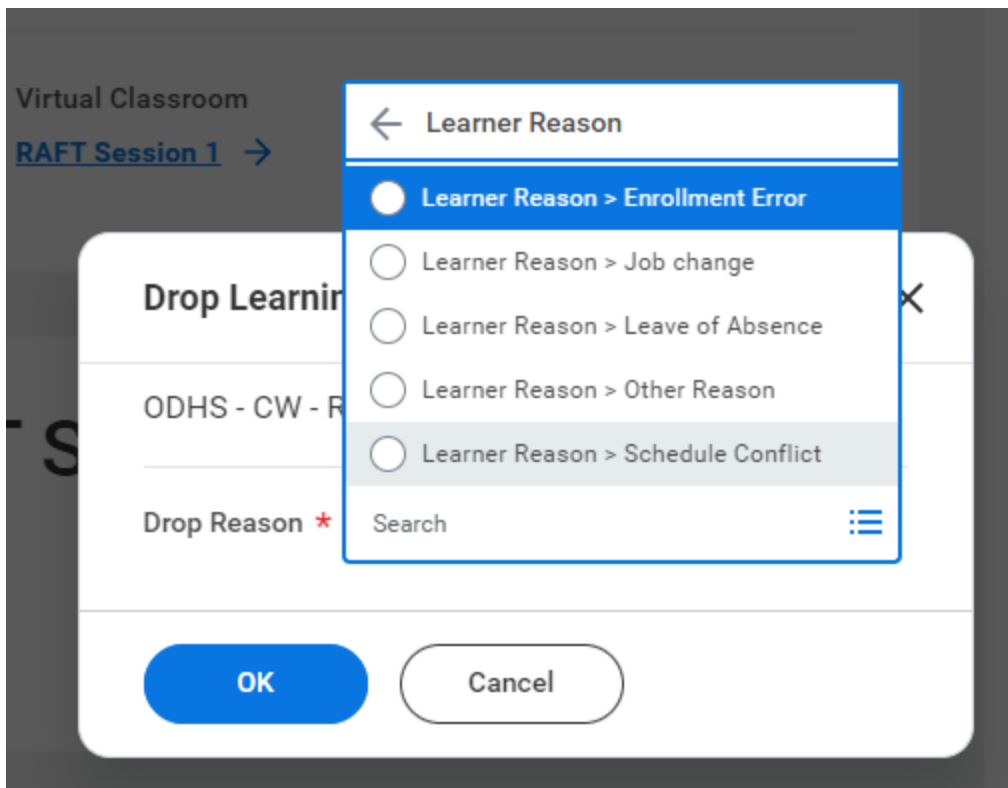 Virtual Classroom
RAFT Session 1
Learner Reason
Learner Reason > Enrollment Error
Learner Reason > Job change
Learner Reason > Leave of Absence
Learner Reason > Other Reason
Learner Reason > Schedule Conflict
Drop Learnin
ODHS - CW - R
S
Drop Reason *
Search
OK
Cancel